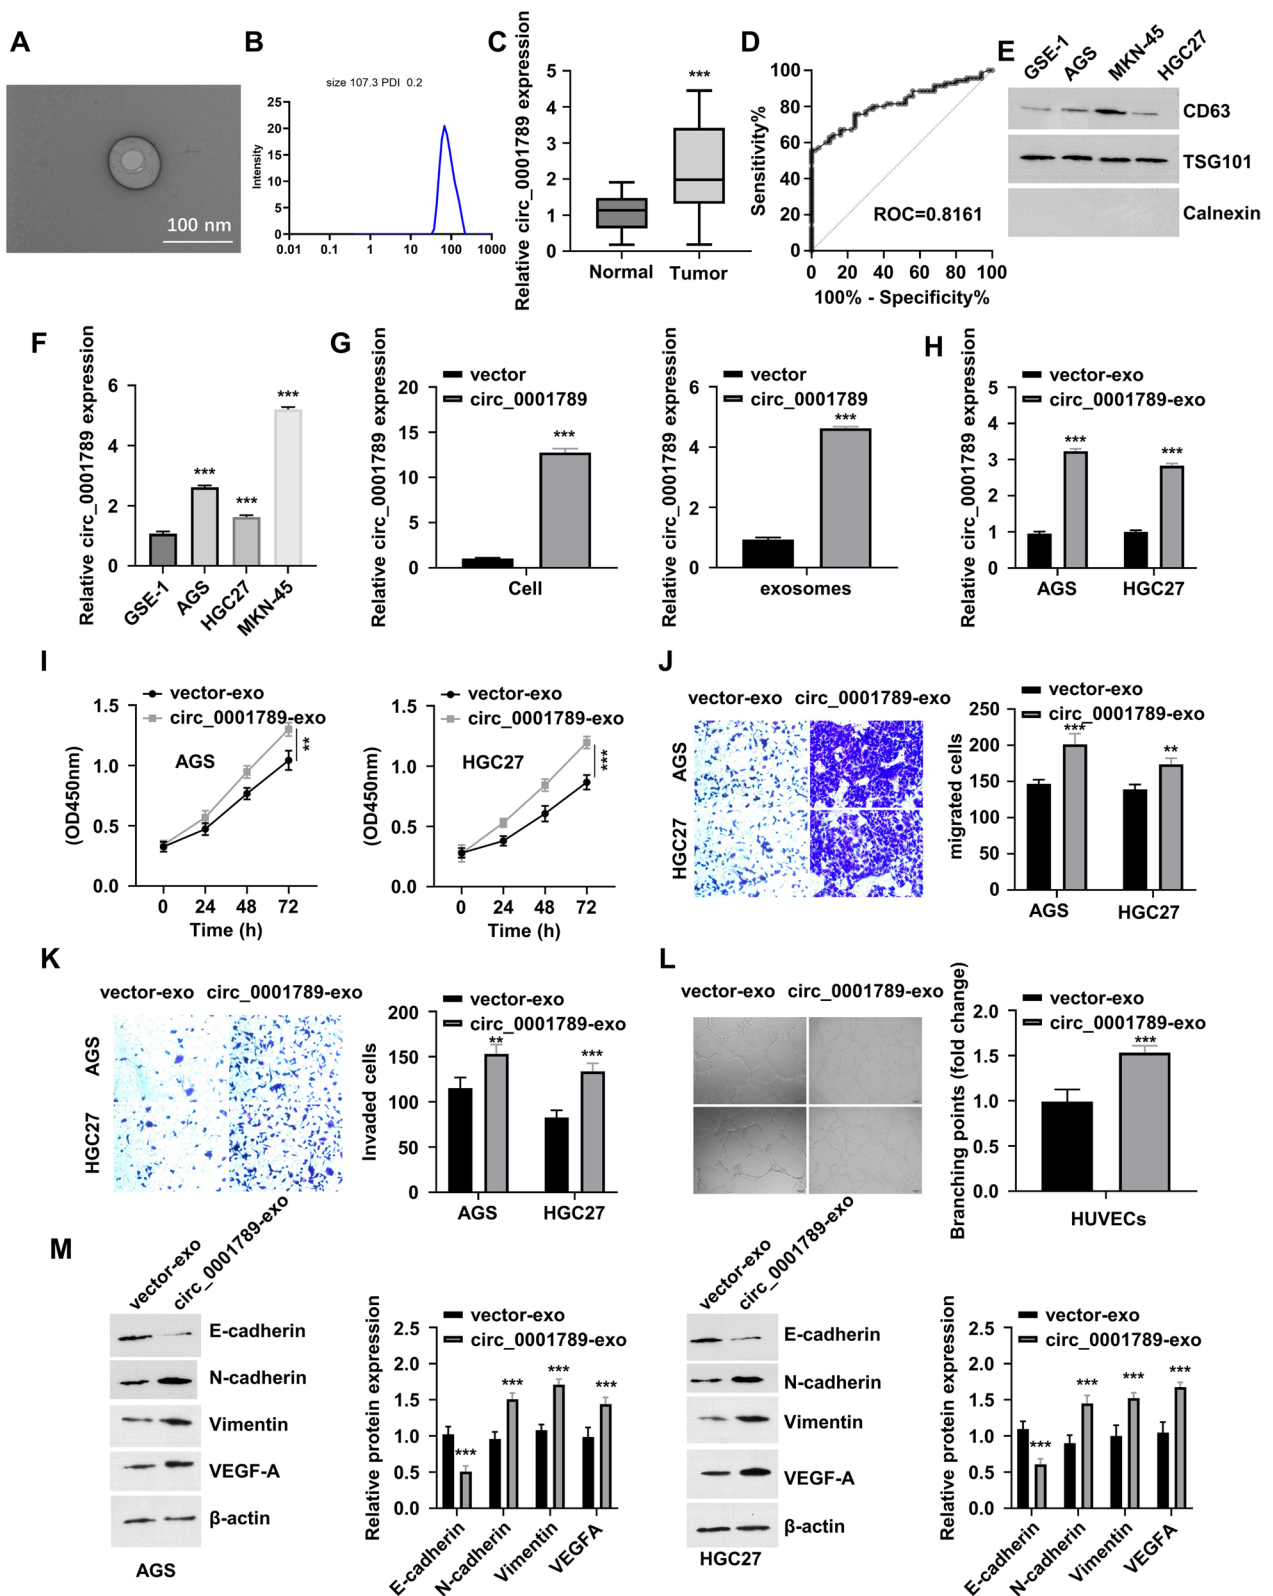 A
100 nm
B
size 107.3 PDI 0.2
Intensity
25
20
15
10
5
0
0.01 0.1 1 10 100 1000
C
Relative circ_0001789 expression
5
4
3
2
1
0
***
Normal Tumor
D
Sensitivity%
100
80
60
40
20
0
ROC=0.8161
0 20 40 60 80 100
100% - Specificity%
E
GSE-1 AGS MKN-45 HGC27
CD63
TSG101
Calnexin
F
Relative circ_0001789 expression
6
4
2
0
*** *** ***
GSE-1 AGS HGC27 MKN-45
G
Relative circ_0001789 expression
vector
circ_0001789
20
15
10
5
0
***
Cell
Relative circ_0001789 expression
vector
circ_0001789
6
4
2
0
***
exosomes
H
Relative circ_0001789 expression
vector-exo
circ_0001789-exo
5
4
3
2
1
0
*** ***
AGS HGC27
I
(OD450nm)
vector-exo
circ_0001789-exo
1.5
1.0
0.5
0.0
AGS
**
0 24 48 72
Time (h)
(OD450nm)
vector-exo
circ_0001789-exo
1.5
1.0
0.5
0.0
HGC27
***
0 24 48 72
Time (h)
J
vector-exo circ_0001789-exo
AGS
HGC27
migrated cells
vector-exo
circ_0001789-exo
250
200
150
100
50
0
*** **
AGS HGC27
K
vector-exo circ_0001789-exo
AGS
HGC27
Invaded cells
vector-exo
circ_0001789-exo
200
150
100
50
0
** ***
AGS HGC27
L
vector-exo circ_0001789-exo
Branching points (fold change)
vector-exo
circ_0001789-exo
2.0
1.5
1.0
0.5
0.0
***
HUVECs
M
vector-exo circ_0001789-exo
E-cadherin
N-cadherin
Vimentin
VEGF-A
β-actin
AGS
Relative protein expression
vector-exo
circ_0001789-exo
2.5
2.0
1.5
1.0
0.5
0.0
*** *** *** ***
E-cadherin N-cadherin Vimentin VEGFA
vector-exo circ_0001789-exo
E-cadherin
N-cadherin
Vimentin
VEGF-A
β-actin
HGC27
Relative protein expression
vector-exo
circ_0001789-exo
2.5
2.0
1.5
1.0
0.5
0.0
*** *** *** ***
E-cadherin N-cadherin Vimentin VEGFA